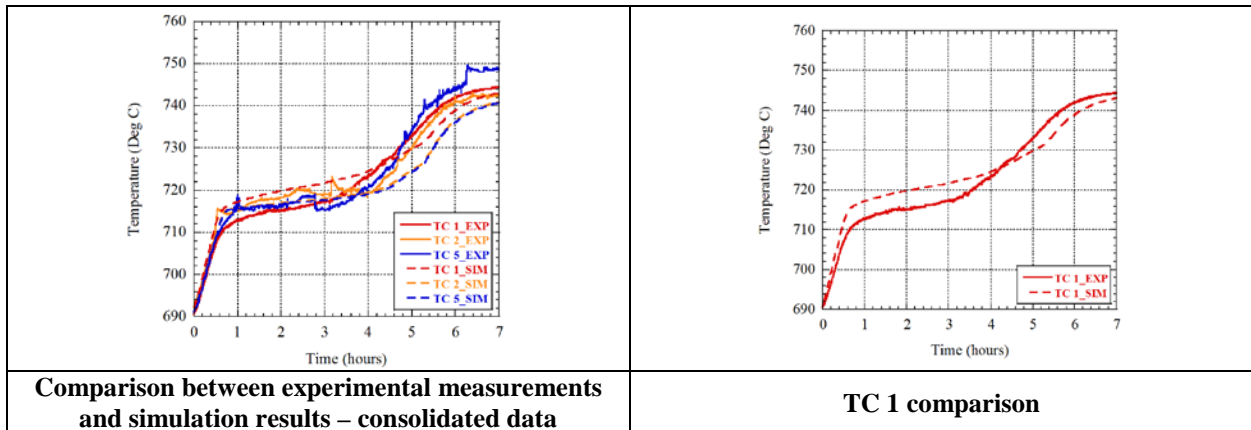 760
750
740
730
720
710
700
690
Temperature (Deg C)
0 1 2 3 4 5 6 7
Time (hours)
TC 1_EXP
TC 2_EXP
TC 5_EXP
TC 1_SIM
TC 2_SIM
TC 5_SIM
760
750
740
730
720
710
700
690
Temperature (Deg C)
0 1 2 3 4 5 6 7
Time (hours)
TC 1_EXP
TC 1_SIM
Comparison between experimental measurements
and simulation results – consolidated data
TC 1 comparison